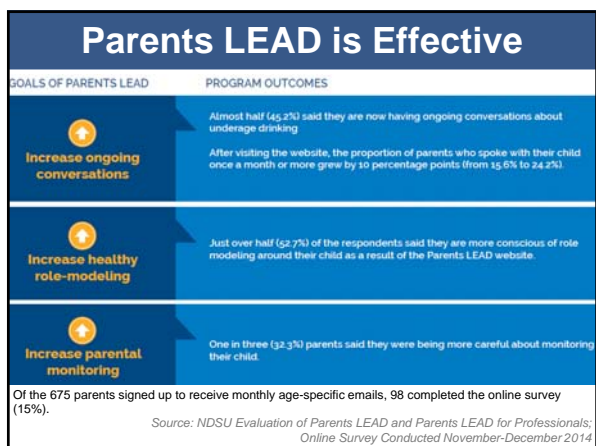 Parents LEAD is Effective
GOALS OF PARENTS LEAD
PROGRAM OUTCOMES
Increase ongoing
conversations
Almost half (45.2%) said they are now having ongoing conversations about
underage drinking
After visiting the website, the proportion of parents who spoke with their child
once a month or more grew by 10 percentage points (from 15.6% to 24.2%).
Increase healthy
role-modeling
Just over half (52.7%) of the respondents said they are more conscious of role
modeling around their child as a result of the Parents LEAD website.
Increase parental
monitoring
One in three (32.3%) parents said they were being more careful about monitoring
their child.
Of the 675 parents signed up to receive monthly age-specific emails, 98 completed the online survey
(15%).
Source: NDSU Evaluation of Parents LEAD and Parents LEAD for Professionals;
Online Survey Conducted November-December 2014